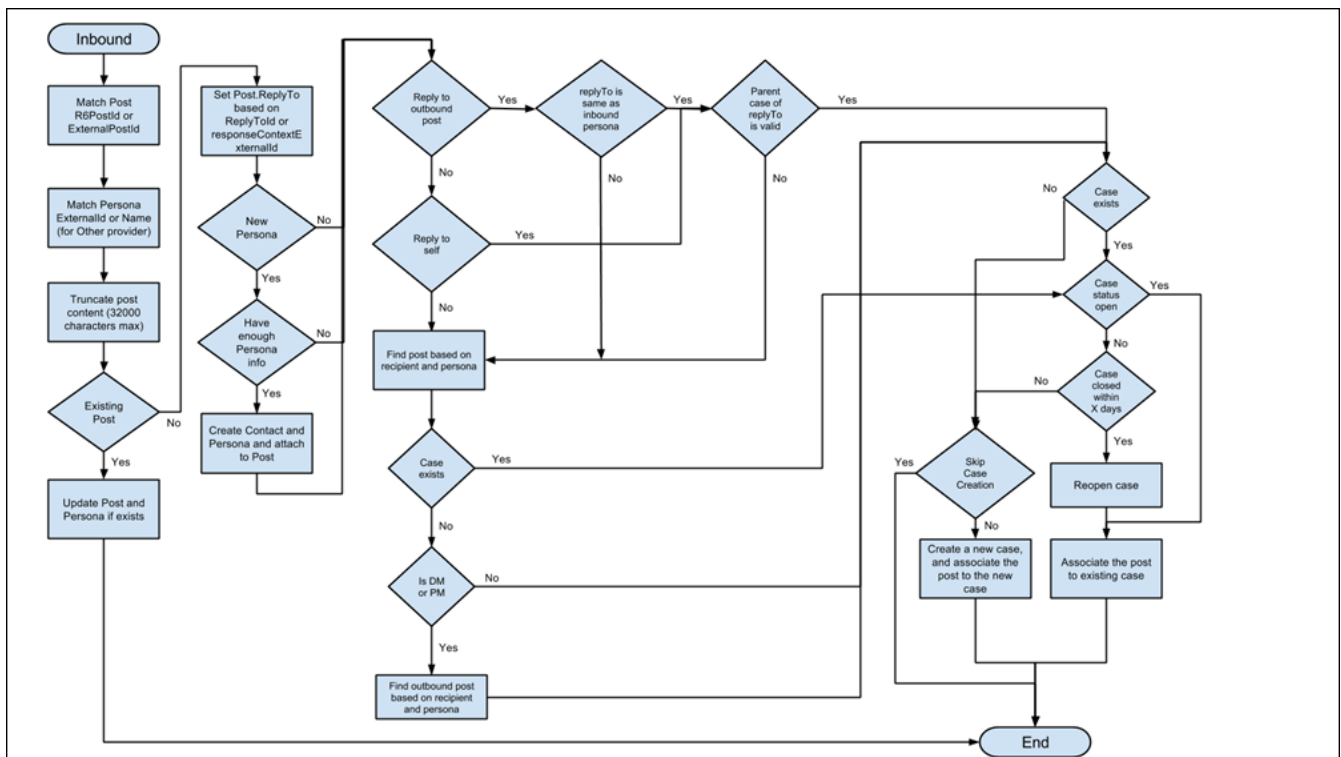 Inbound
Match Post
R6PostId or
ExternalPostId
Match Persona
ExternalId or Name
(for Other provider)
Truncate post
content (32000
characters max)
Existing
Post
No
Yes
Update Post and
Persona if exists
Set Post.ReplyTo
based on
ReplyToId or
responseContextE
xternalId
New
Persona
No
Yes
Have
enough
Persona
info
No
Yes
Create Contact and
Persona and attach
to Post
Reply to
outbound
post
Yes
No
Reply to
self
Yes
No
Find post based on
recipient and persona
Case
exists
Yes
No
Is DM
or PM
No
Yes
Find outbound post
based on recipient
and persona
replyTo is
same as
inbound
persona
Yes
No
Parent
case of
replyTo
is valid
Yes
No
Case
exists
No
Yes
Case
status
open
Yes
No
Case
closed
within
X days
No
Yes
Skip
Case
Creation
Yes
No
Reopen case
Create a new case,
and associate the
post to the new
case
Associate the post
to existing case
End